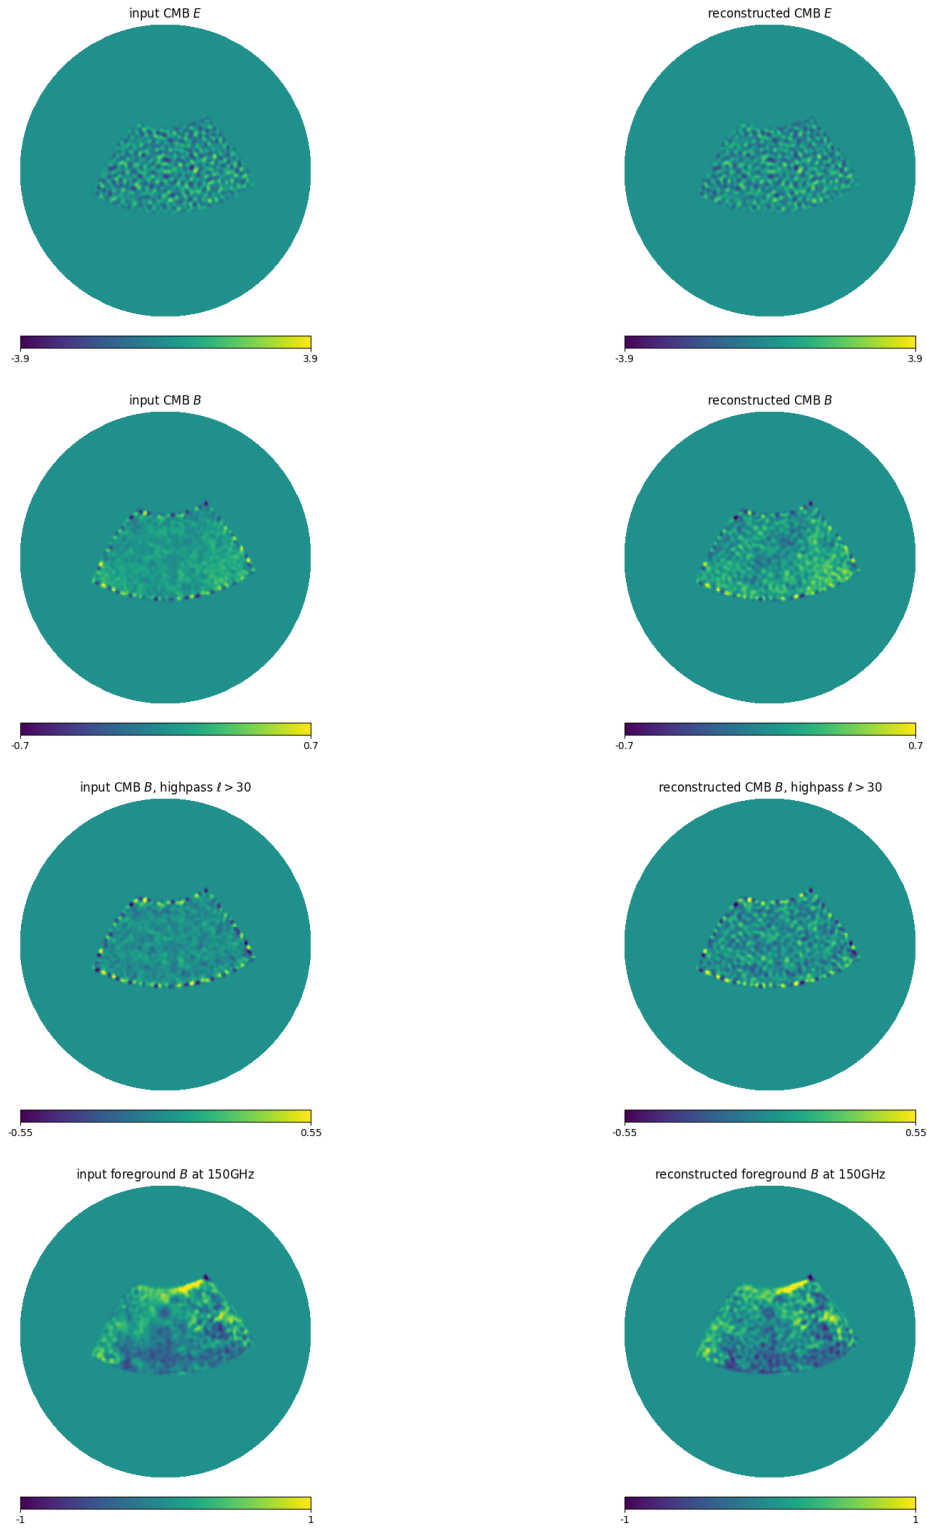 input CMB E
reconstructed CMB E
-3.9 3.9
-3.9 3.9
input CMB B
reconstructed CMB B
-0.7 0.7
-0.7 0.7
input CMB B, highpass ℓ > 30
reconstructed CMB B, highpass ℓ > 30
-0.55 0.55
-0.55 0.55
input foreground B at 150GHz
reconstructed foreground B at 150GHz
-1 1
-1 1